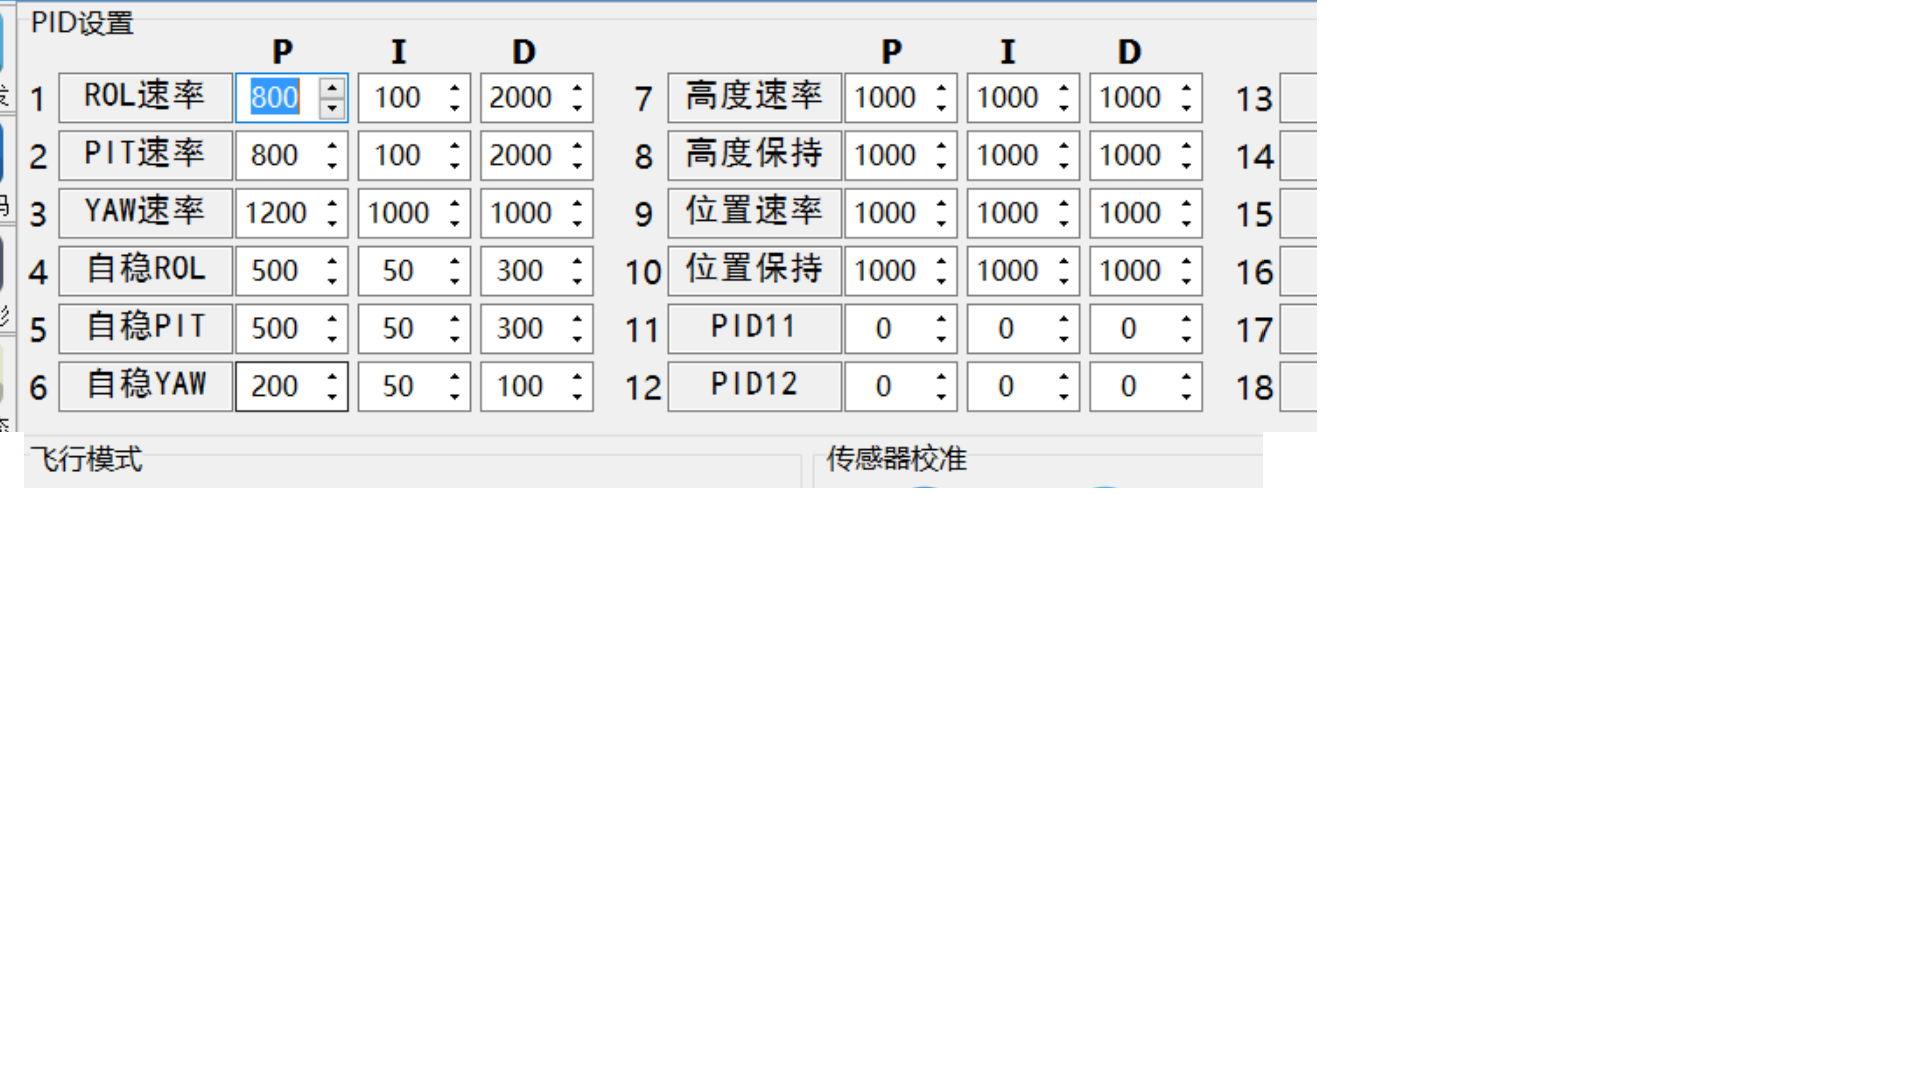 PID设置
P I D P I D
1 ROL速率 800 100 2000 7 高度速率 1000 1000 1000 13
2 PIT速率 800 100 2000 8 高度保持 1000 1000 1000 14
3 YAW速率 1200 1000 1000 9 位置速率 1000 1000 1000 15
4 自稳ROL 500 50 300 10 位置保持 1000 1000 1000 16
5 自稳PIT 500 50 300 11 PID11 0 0 0 17
6 自稳YAW 200 50 100 12 PID12 0 0 0 18
飞行模式 传感器校准